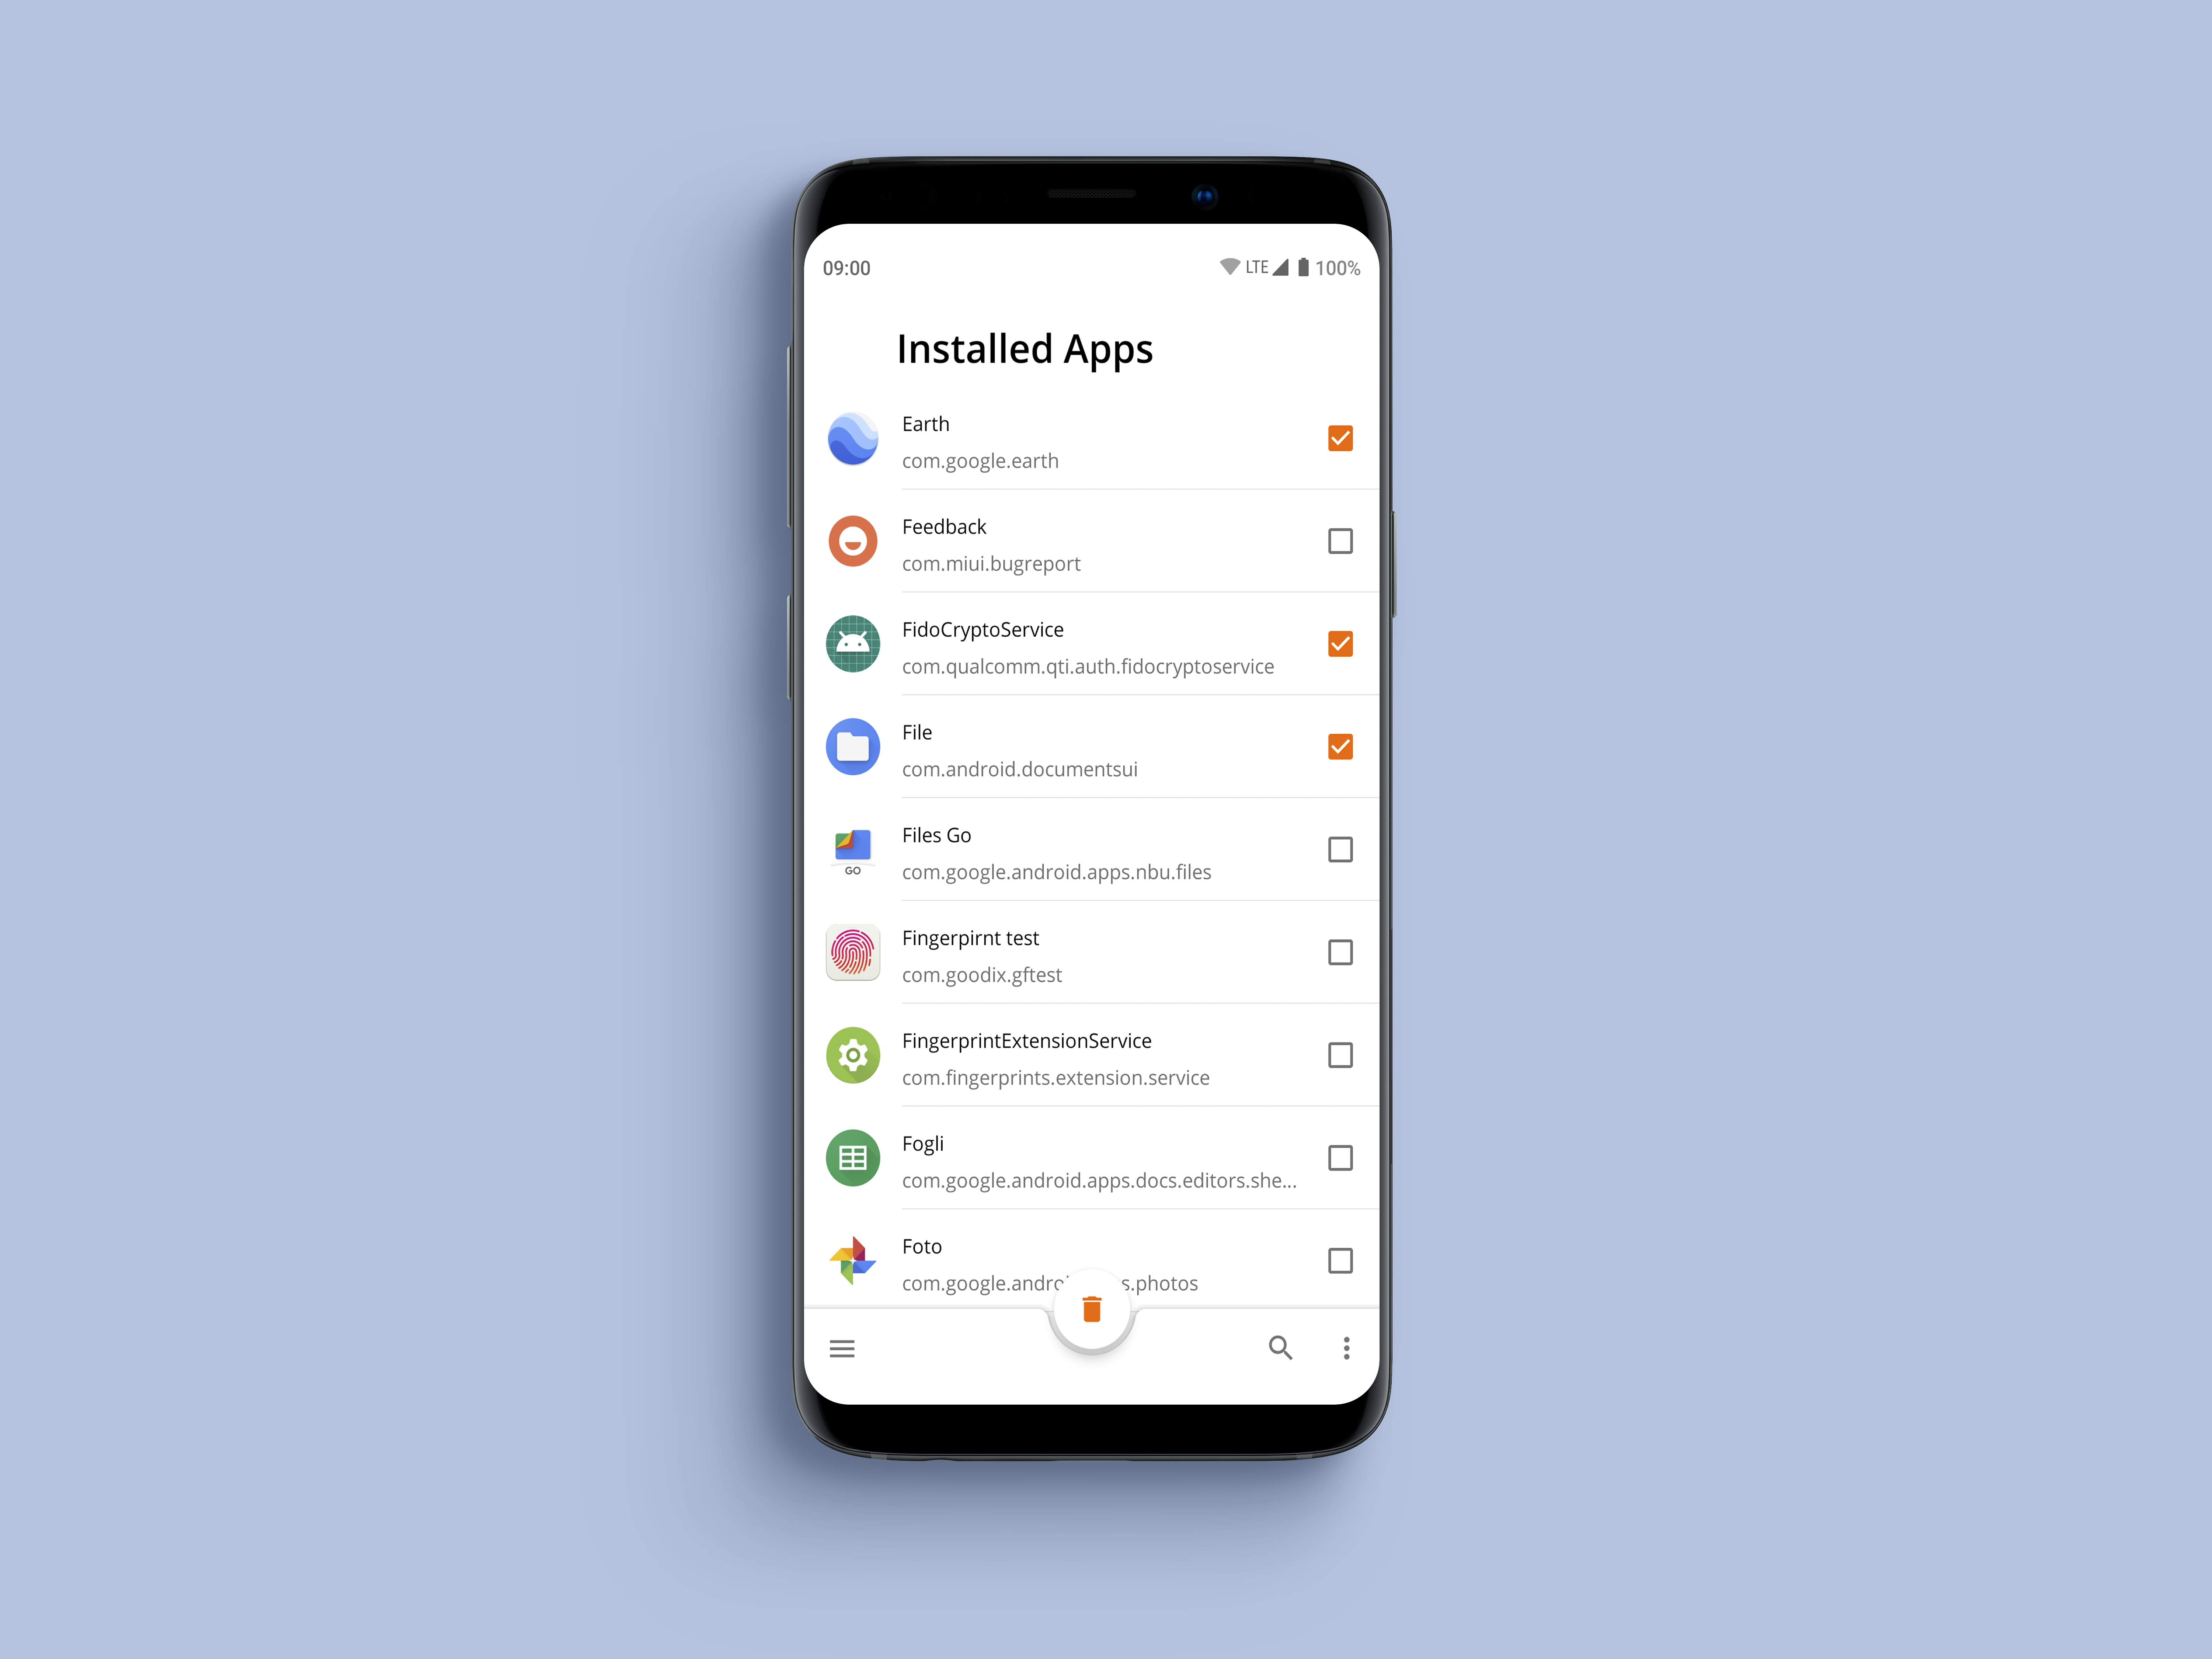 09:00 LTE 100%
Installed Apps
Earth
com.google.earth
Feedback
com.miui.bugreport
FidoCryptoService
com.qualcomm.qti.auth.fidocryptoservice
File
com.android.documentsui
Files Go
com.google.android.apps.nbu.files
GO
Fingerpirnt test
com.goodix.gftest
FingerprintExtensionService
com.fingerprints.extension.service
Fogli
com.google.android.apps.docs.editors.she...
Foto
com.google.andro s.photos